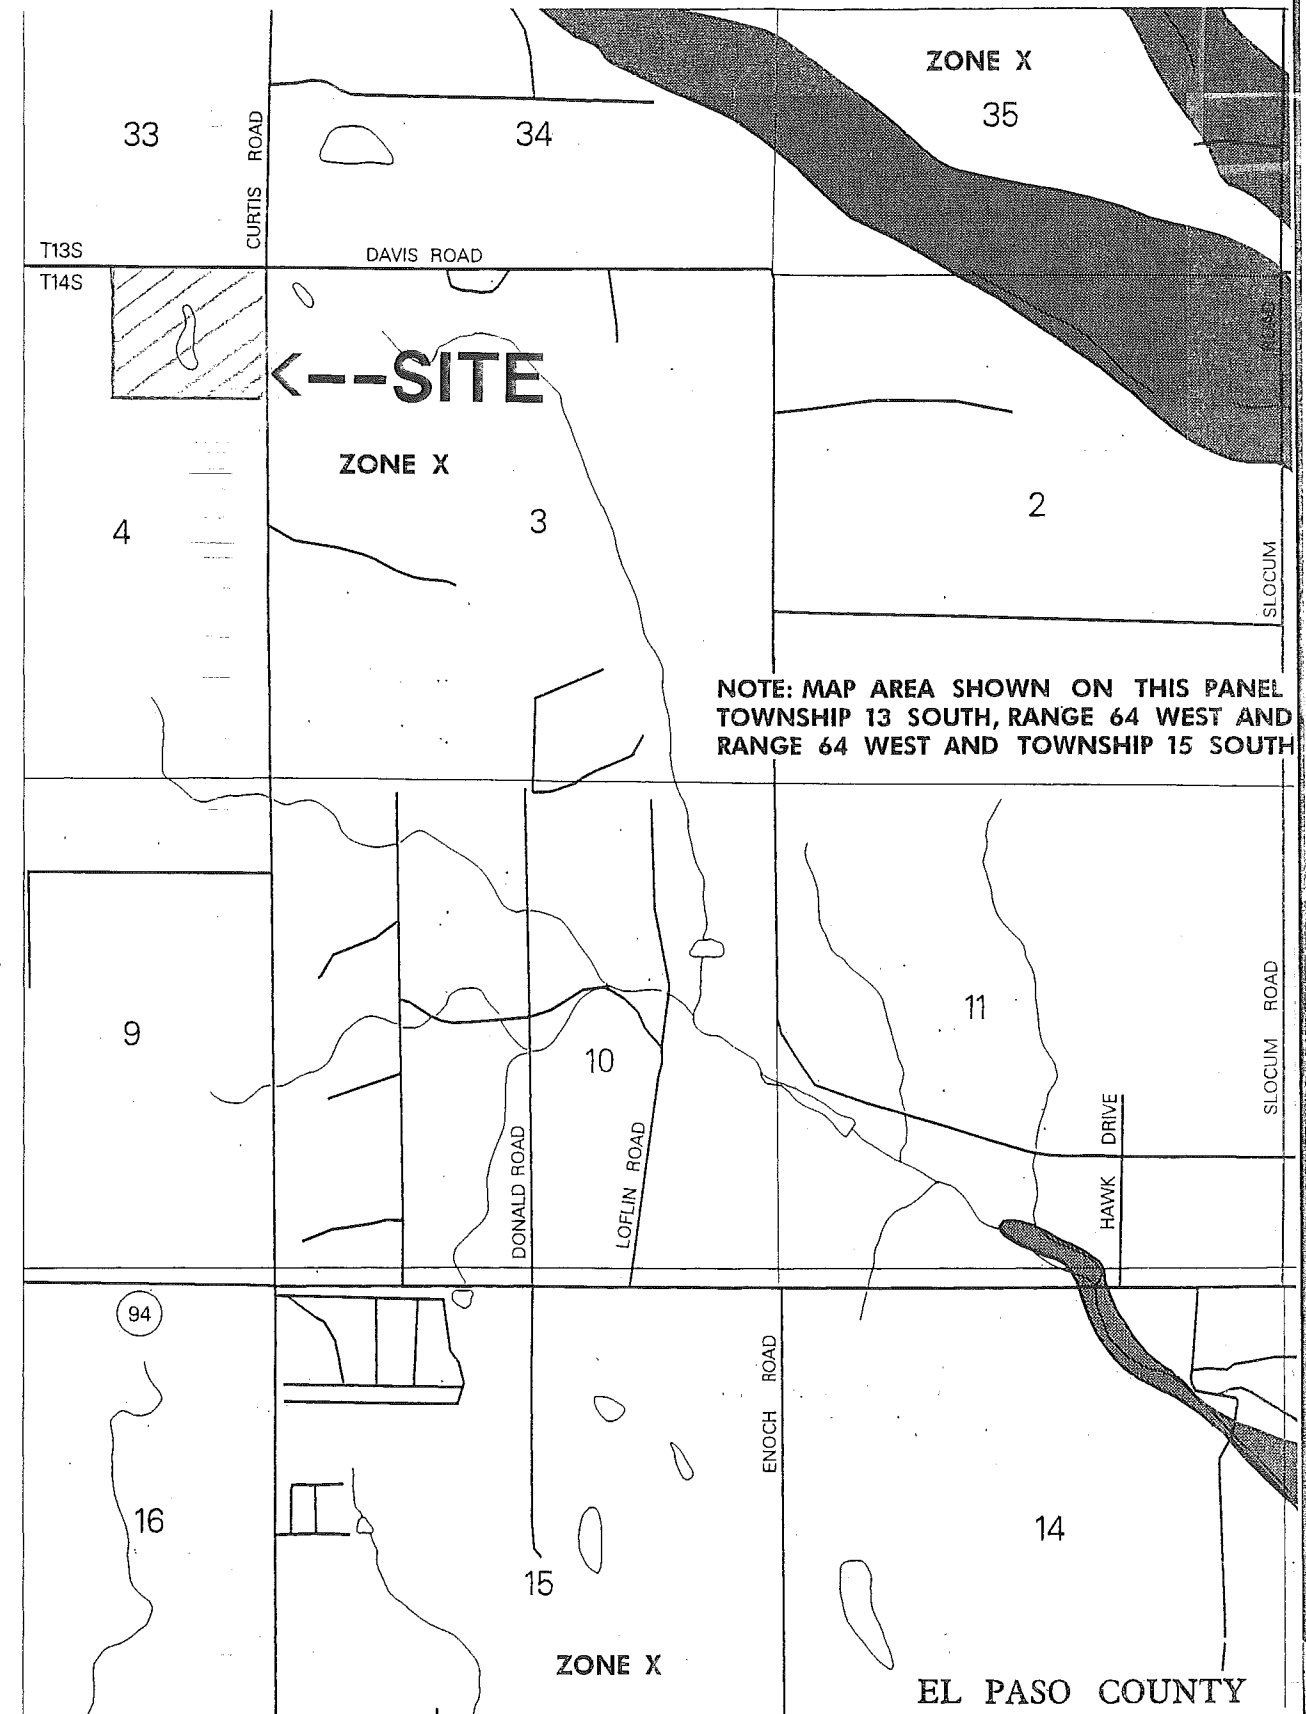 ZONE X
35
33
34
CURTIS ROAD
T13S
DAVIS ROAD
T14S
ROAD
<--SITE
ZONE X
4
3
2
SLOCUM
NOTE: MAP AREA SHOWN ON THIS PANEL
TOWNSHIP 13 SOUTH, RANGE 64 WEST AND
RANGE 64 WEST AND TOWNSHIP 15 SOUTH
9
10
11
SLOCUM ROAD
DONALD ROAD
LOFLIN ROAD
HAWK DRIVE
94
ENOCH ROAD
16
15
14
ZONE X
EL PASO COUNTY